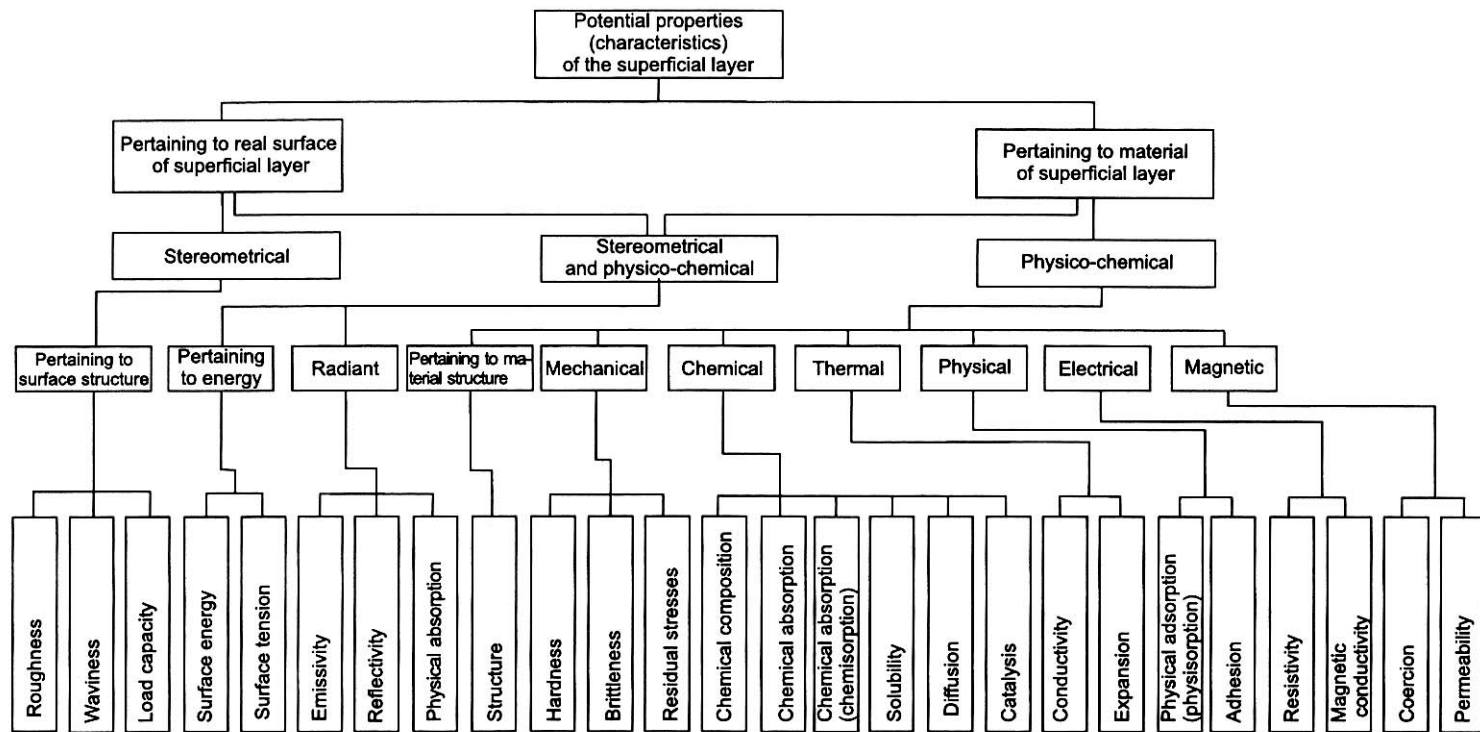 Potential properties
(characteristics)
of the superficial layer
Pertaining to real surface
of superficial layer
Pertaining to material
of superficial layer
Stereometrical
Stereometrical
and physico-chemical
Physico-chemical
Pertaining to
surface structure
Pertaining
to energy
Radiant
Pertaining to ma-
terial structure
Mechanical
Chemical
Thermal
Physical
Electrical
Magnetic
Roughness
Waviness
Load capacity
Surface energy
Surface tension
Emissivity
Reflectivity
Physical absorption
Structure
Hardness
Brittleness
Residual stresses
Chemical composition
Chemical absorption
Chemical absorption
(chemisorption)
Solubility
Diffusion
Catalysis
Conductivity
Expansion
Physical adsorption
(physisorption)
Adhesion
Resistivity
Magnetic
conductivity
Coercion
Permeability